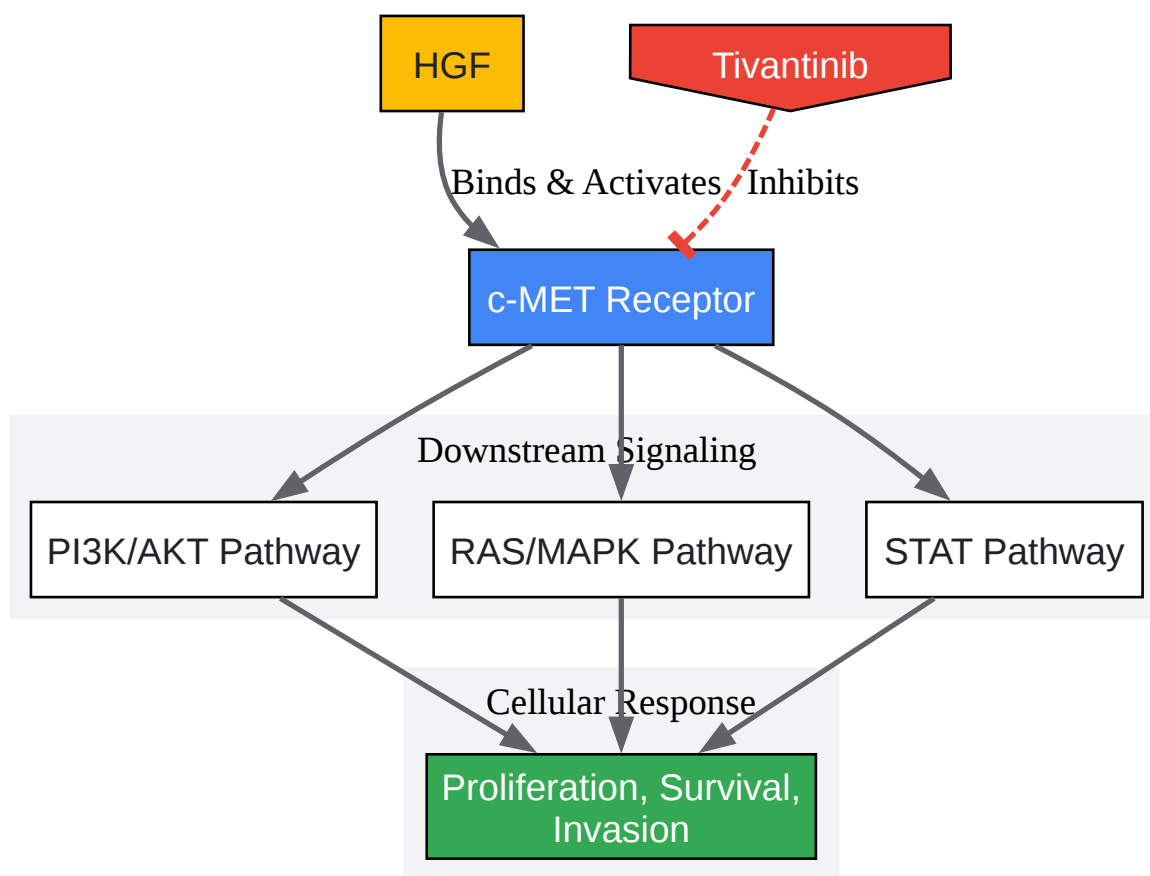 HGF
Tivantinib
Binds & Activates
Inhibits
c-MET Receptor
Downstream Signaling
PI3K/AKT Pathway
RAS/MAPK Pathway
STAT Pathway
Cellular Response
Proliferation, Survival,
Invasion